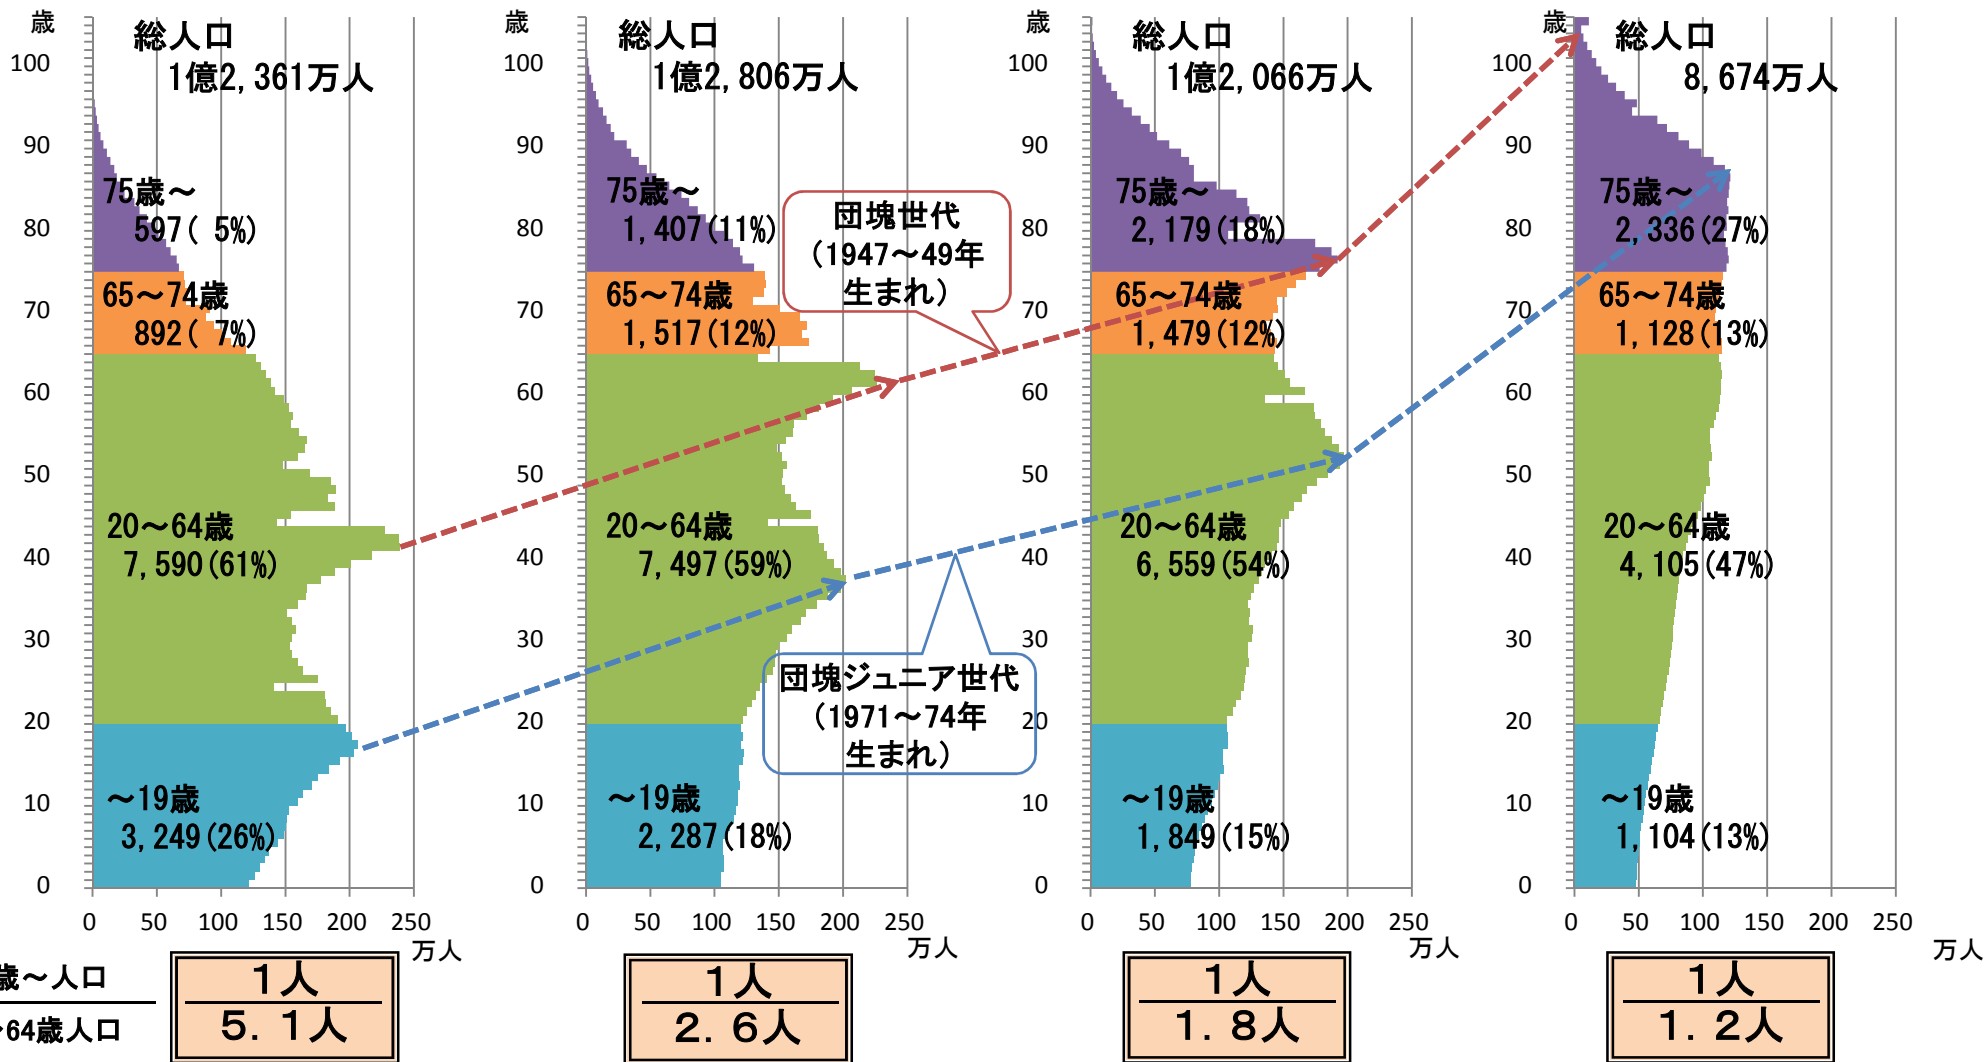 歳
総人口
1億2,361万人
100
90
80
70
60
50
40
30
20
10
0
75歳～
597( 5%)
65～74歳
892( 7%)
20～64歳
7,590(61%)
～19歳
3,249(26%)
0 50 100 150 200 250
万人
歳
総人口
1億2,806万人
100
90
80
70
60
50
40
30
20
10
0
75歳～
1,407(11%)
65～74歳
1,517(12%)
20～64歳
7,497(59%)
～19歳
2,287(18%)
0 50 100 150 200 250
万人
団塊世代
(1947～49年
生まれ)
団塊ジュニア世代
(1971～74年
生まれ)
歳
総人口
1億2,066万人
100
90
80
70
60
50
40
30
20
10
0
75歳～
2,179(18%)
65～74歳
1,479(12%)
20～64歳
6,559(54%)
～19歳
1,849(15%)
0 50 100 150 200 250
万人
歳
総人口
8,674万人
100
90
80
70
60
50
40
30
20
10
0
75歳～
2,336(27%)
65～74歳
1,128(13%)
20～64歳
4,105(47%)
～19歳
1,104(13%)
0 50 100 150 200 250
万人
歳～人口
～64歳人口
1人
5.1人
1人
2.6人
1人
1.8人
1人
1.2人